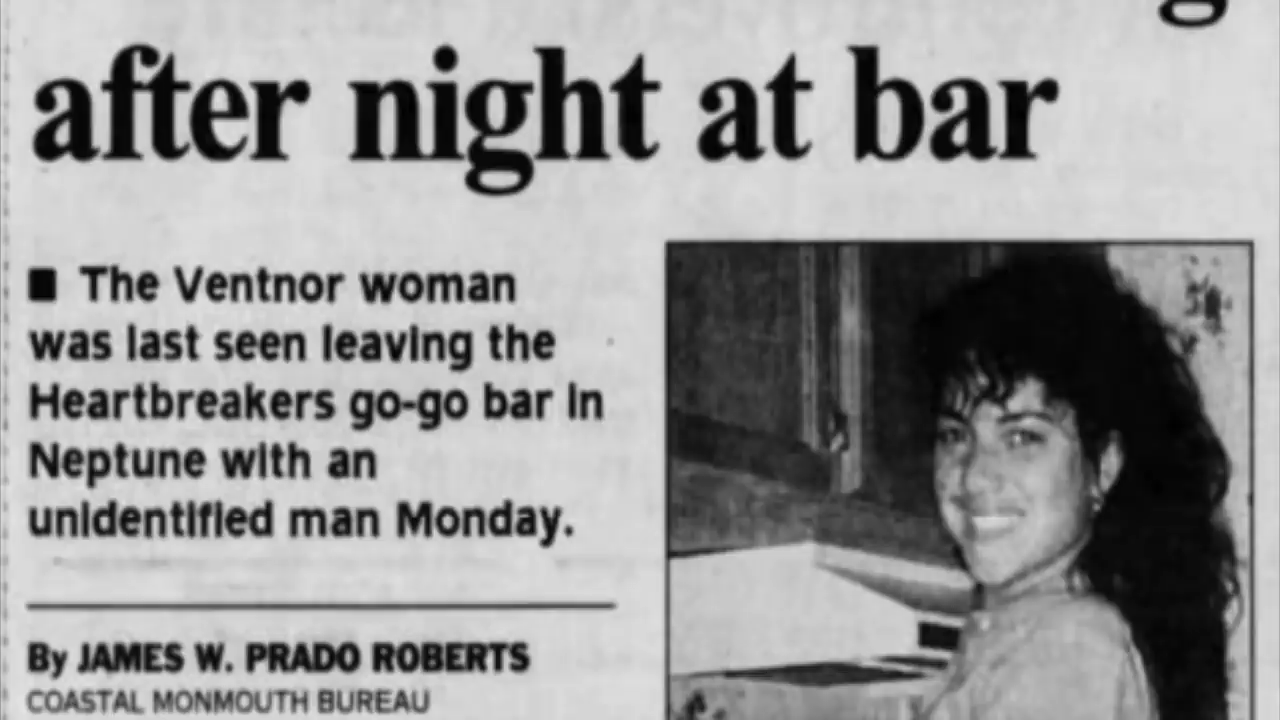 after night at bar
■ The Ventnor woman
was last seen leaving the
Heartbreakers go-go bar in
Neptune with an
unidentified man Monday.
By JAMES W. PRADO ROBERTS
COASTAL MONMOUTH BUREAU